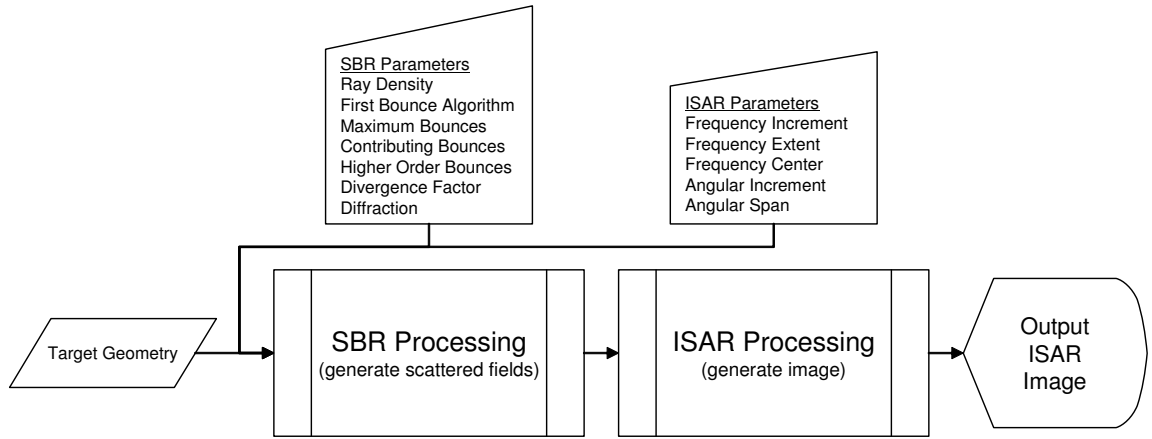 SBR Parameters
Ray Density
First Bounce Algorithm
Maximum Bounces
Contributing Bounces
Higher Order Bounces
Divergence Factor
Diffraction
ISAR Parameters
Frequency Increment
Frequency Extent
Frequency Center
Angular Increment
Angular Span
Target Geometry
SBR Processing
(generate scattered fields)
ISAR Processing
(generate image)
Output
ISAR
Image